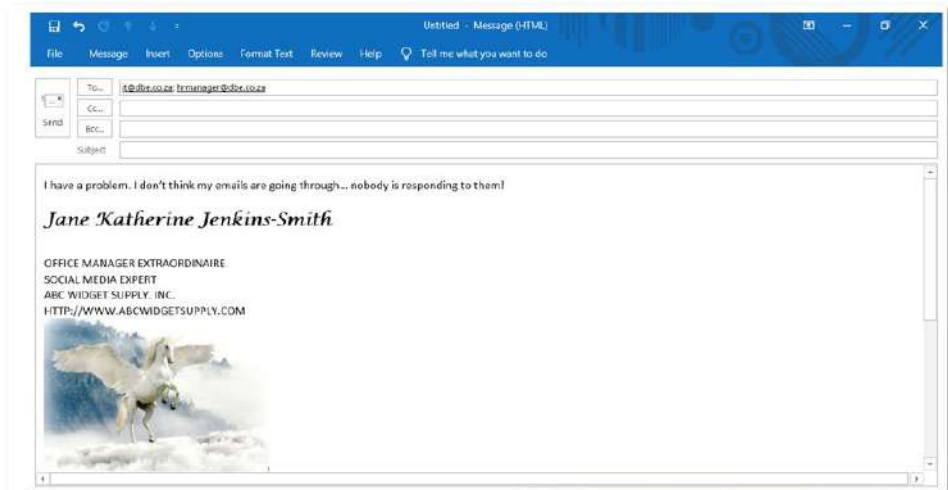 Untitled - Message (HTML)
File Message Insert Options Format Text Review Help Tell me what you want to do
To... it@dbe.co.za; hrmanager@dbe.co.za
Cc...
Send
Bcc...
Subject
I have a problem. I don't think my emails are going through... nobody is responding to them!
Jane Katherine Jenkins-Smith
OFFICE MANAGER EXTRAORDINAIRE
SOCIAL MEDIA EXPERT
ABC WIDGET SUPPLY. INC.
HTTP://WWW.ABCWIDGETSUPPLY.COM